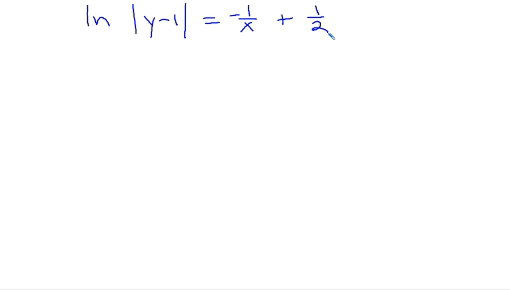 ln |y-1| = -1/x + 1/2